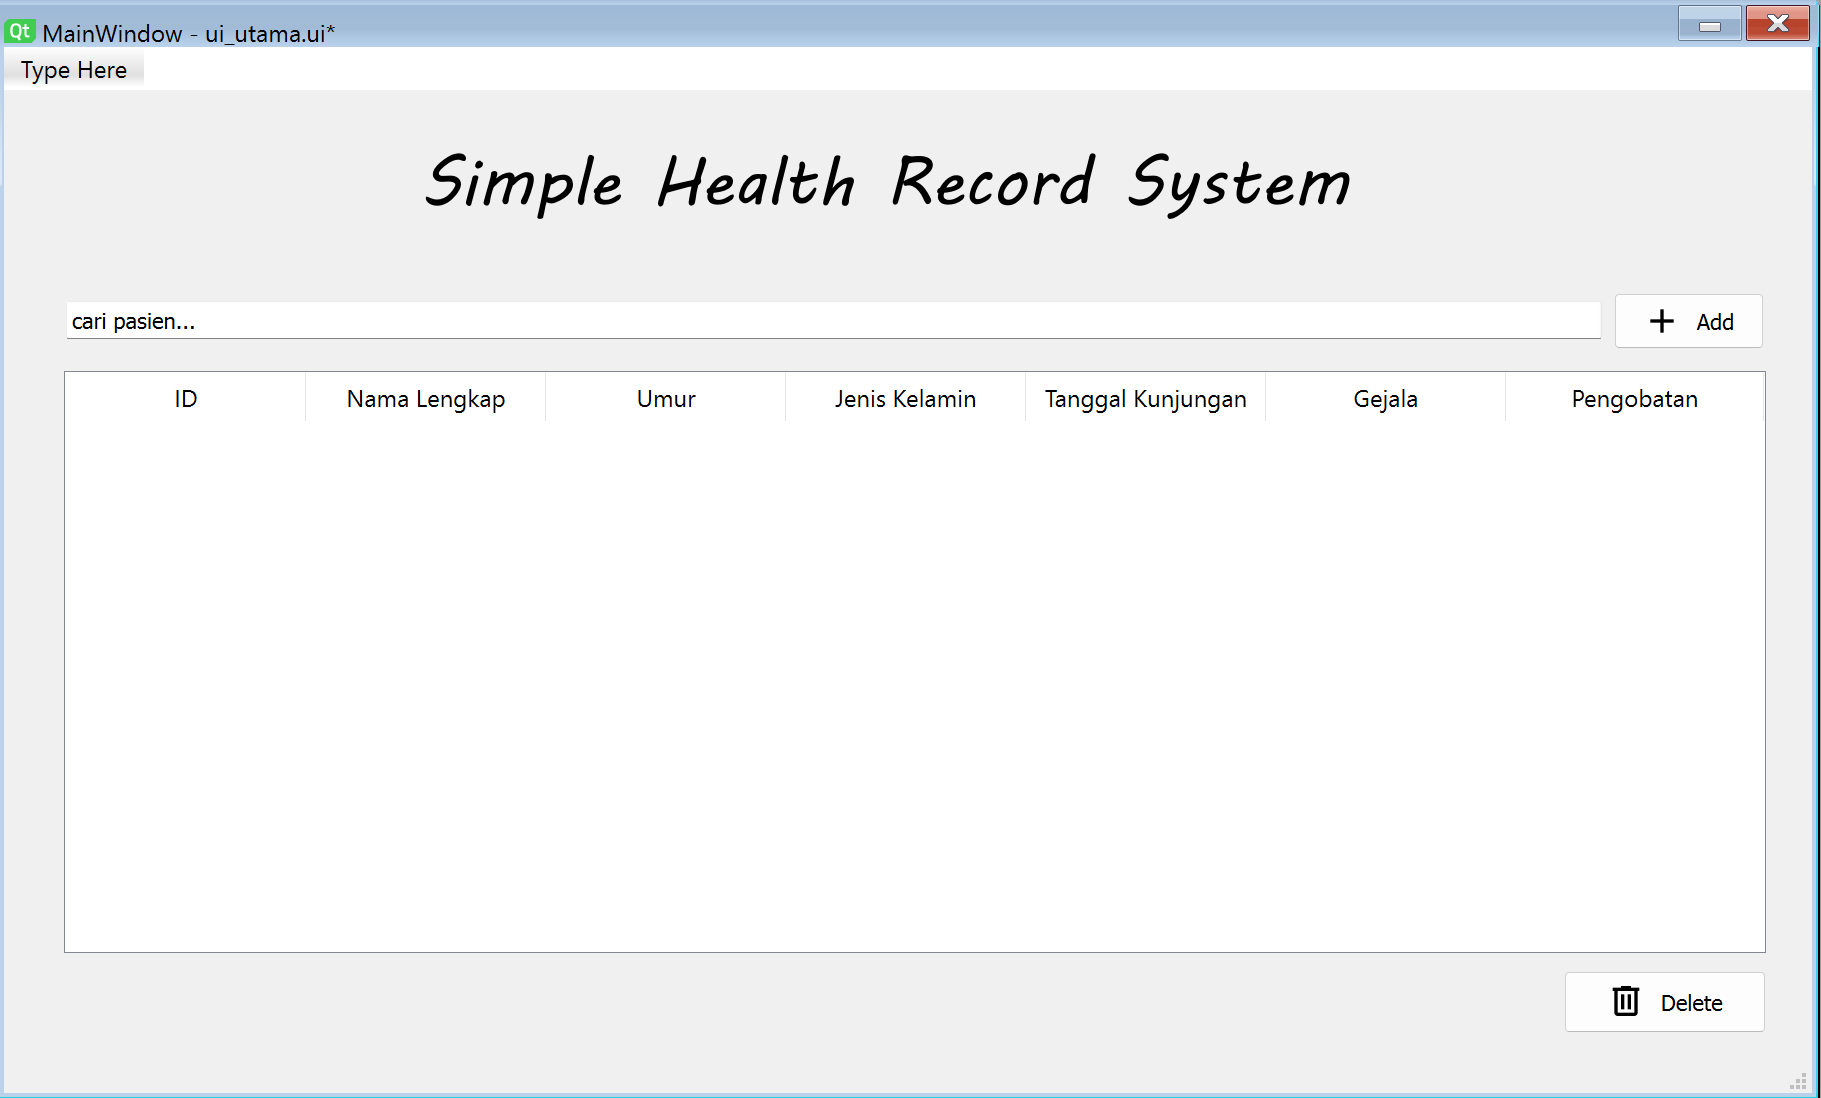 Qt MainWindow - ui_utama.ui*
Type Here
Simple Health Record System
cari pasien...
Add
ID Nama Lengkap Umur Jenis Kelamin Tanggal Kunjungan Gejala Pengobatan
Delete